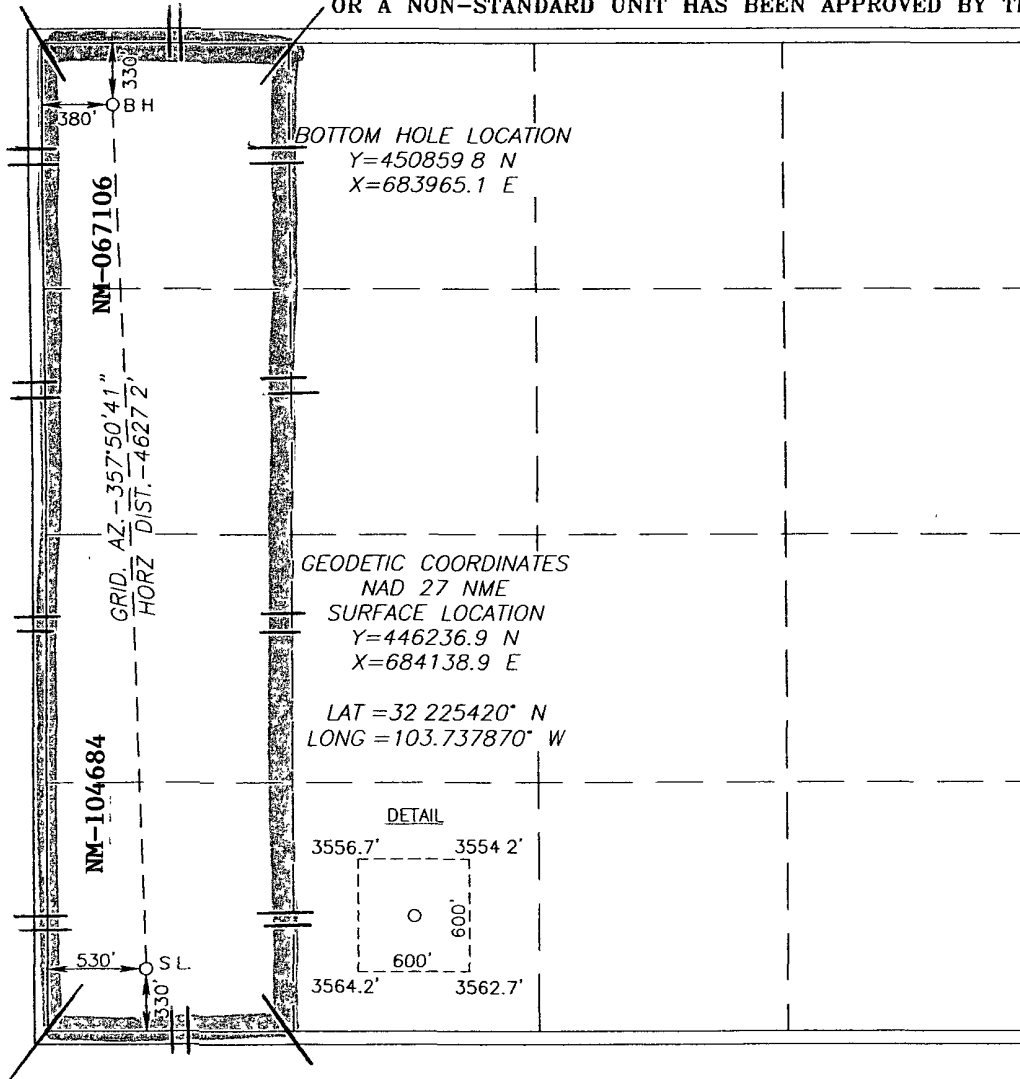 OR A NON-STANDARD UNIT HAS BEEN APPROVED BY
330'
380'
B H
BOTTOM HOLE LOCATION
Y=450859 8 N
X=683965.1 E
NM-067106
GRID. AZ.-357°50'41"
HORZ DIST.-4627 2'
GEODETIC COORDINATES
NAD 27 NME
SURFACE LOCATION
Y=446236.9 N
X=684138.9 E
LAT =32 225420° N
LONG =103.737870° W
NM-104684
DETAIL
3556.7'
3554 2'
600'
600'
3564.2'
3562.7'
530'
S L.
330'